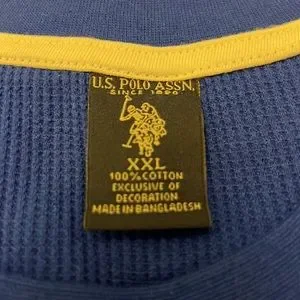 U.S. POLO ASSN.
SINCE 1890
XXL
100% COTTON
EXCLUSIVE OF
DECORATION
MADE IN BANGLADESH